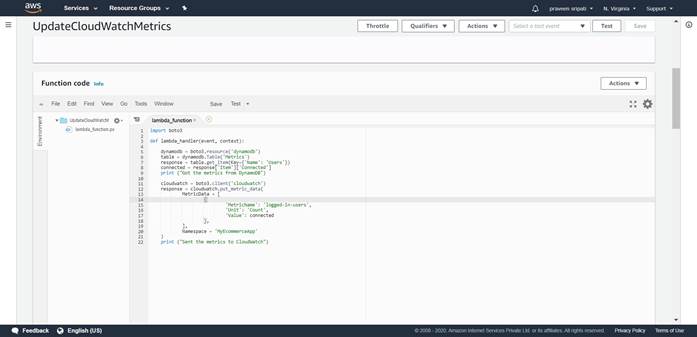 aws
Services
Resource Groups
praveen sripati
N. Virginia
Support
UpdateCloudWatchMetrics
Throttle
Qualifiers
Actions
Select a test event
Test
Save
Function code Info
Actions
File Edit Find View Go Tools Window Save Test
Environment
UpdateCloudWatchM
lambda_function.py
lambda_function
1 import boto3
2
3 def lambda_handler(event, context):
4
5 dynamodb = boto3.resource('dynamodb')
6 table = dynamodb.Table('Metrics')
7 response = table.get_item(Key={'Name': 'Users'})
8 connected = response['Item']['Connected']
9 print ("Got the metrics from DynamoDB")
10
11 cloudwatch = boto3.client('cloudwatch')
12 response = cloudwatch.put_metric_data(
13 MetricData = [
14 {
15 'MetricName': 'logged-in-users',
16 'Unit': 'Count',
17 'Value': connected
18 },
19 ],
20 Namespace = 'MyEcommerceApp'
21 )
22 print ("Sent the metrics to CloudWatch")
Feedback
English (US)
© 2008 - 2020, Amazon Internet Services Private Ltd. or its affiliates. All rights reserved.
Privacy Policy
Terms of Use